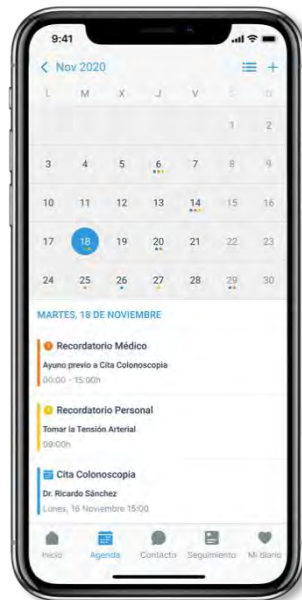 9:41
Nov 2020
L M X J V S D
1 2
3 4 5 6 7 8 9
10 11 12 13 14 15 16
17 18 19 20 21 22 23
24 25 26 27 28 29 30
MARTES, 18 DE NOVIEMBRE
Recordatorio Médico
Ayuno previo a Cita Colonoscopia
00:00 - 15:00h
Recordatorio Personal
Tomar la Tensión Arterial
09:00h
Cita Colonoscopia
Dr. Ricardo Sánchez
Lunes, 16 Noviembre 15:00
Inicio Agenda Contacto Seguimiento Mi diario